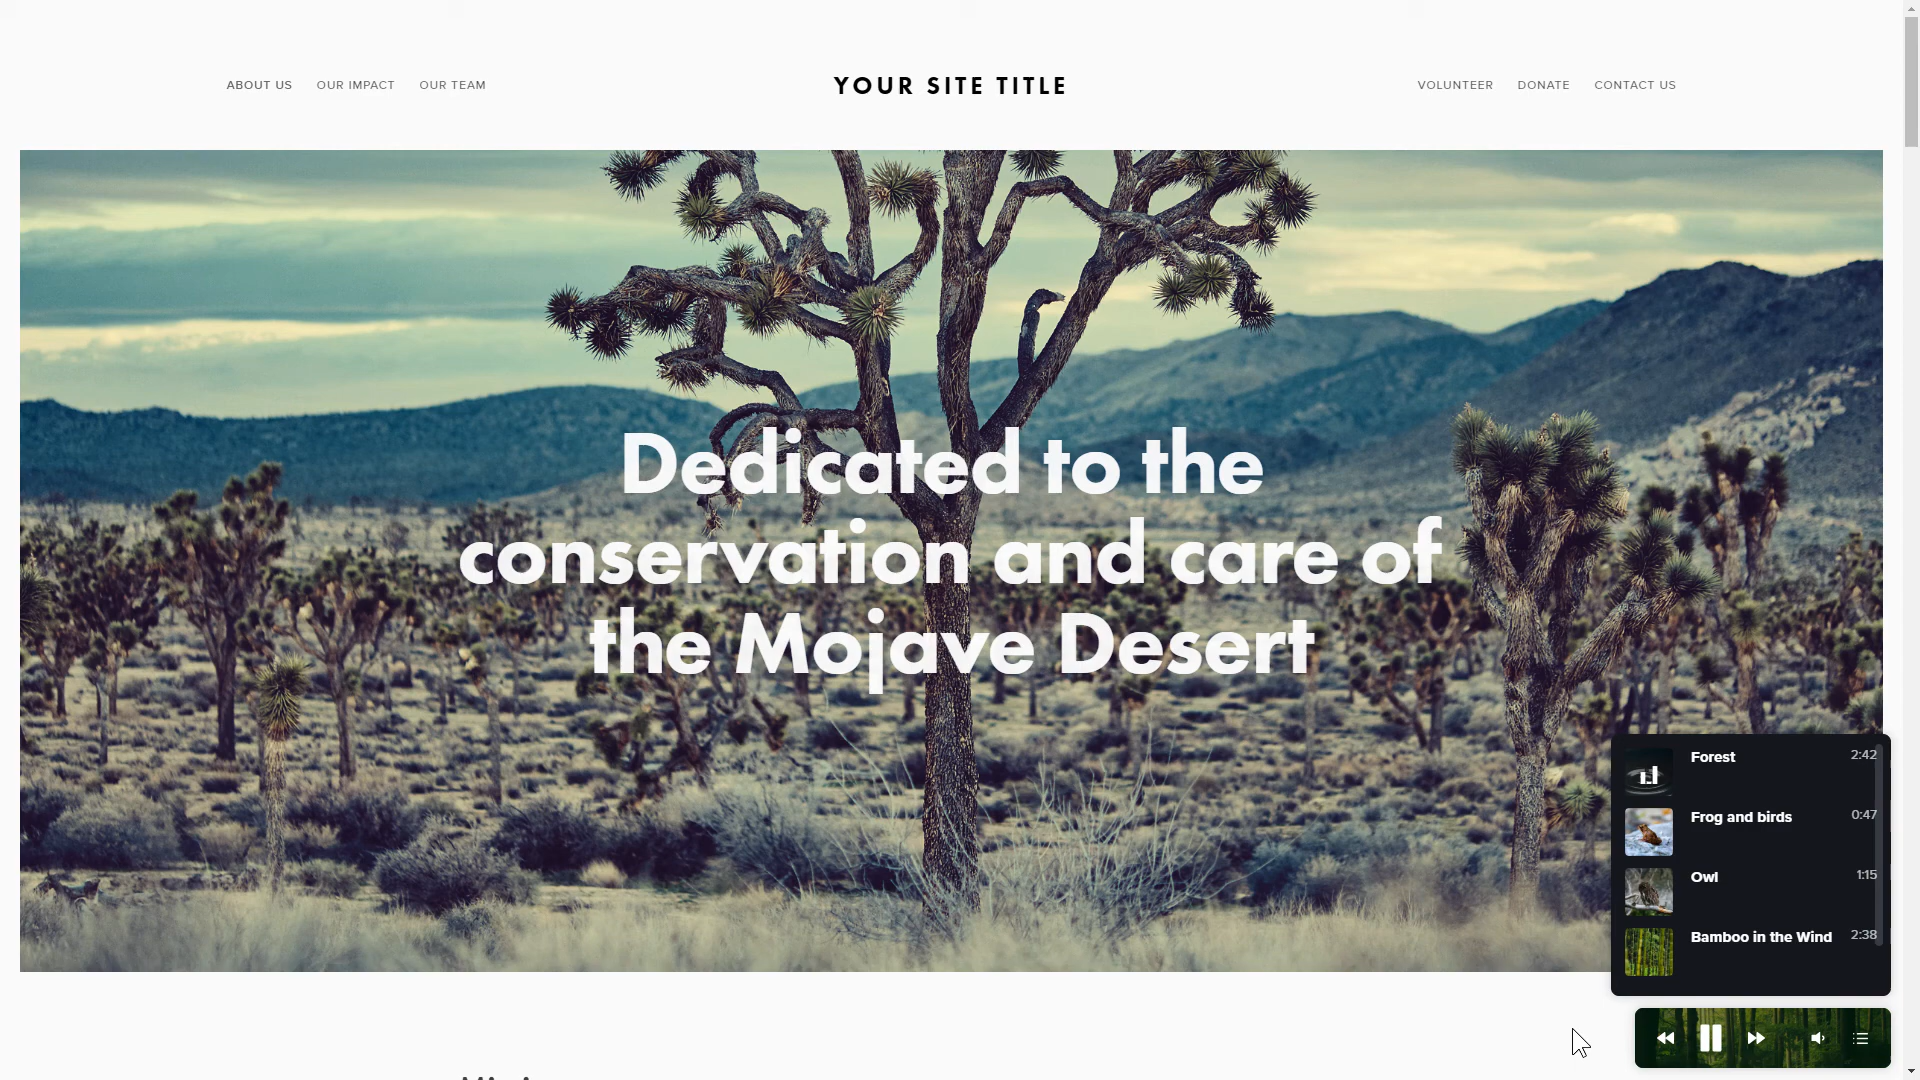 ABOUT US OUR IMPACT OUR TEAM
YOUR SITE TITLE
VOLUNTEER DONATE CONTACT US
Dedicated to the
conservation and care of
the Mojave Desert
Forest 2:42
Frog and birds 0:47
Owl 1:15
Bamboo in the Wind 2:38